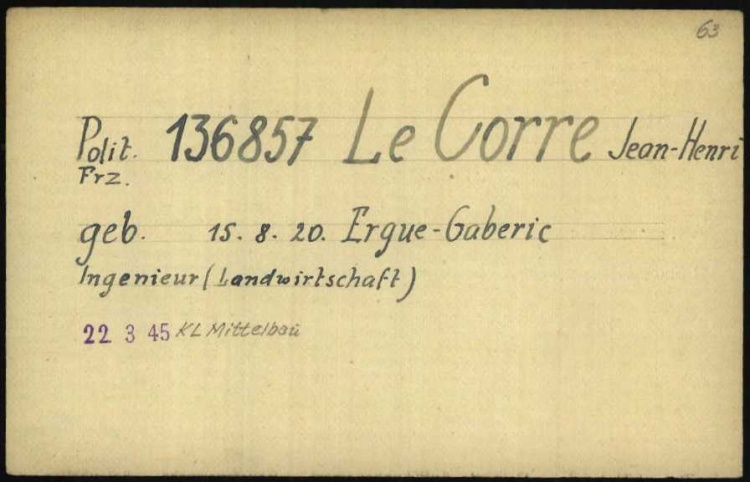 63
Polit. 136857 Le Corre Jean-Henri
Frz.
geb. 15. 8. 20. Ergue-Gaberic
Ingenieur (Landwirtschaft)
22 3 45 KL Mittelbau